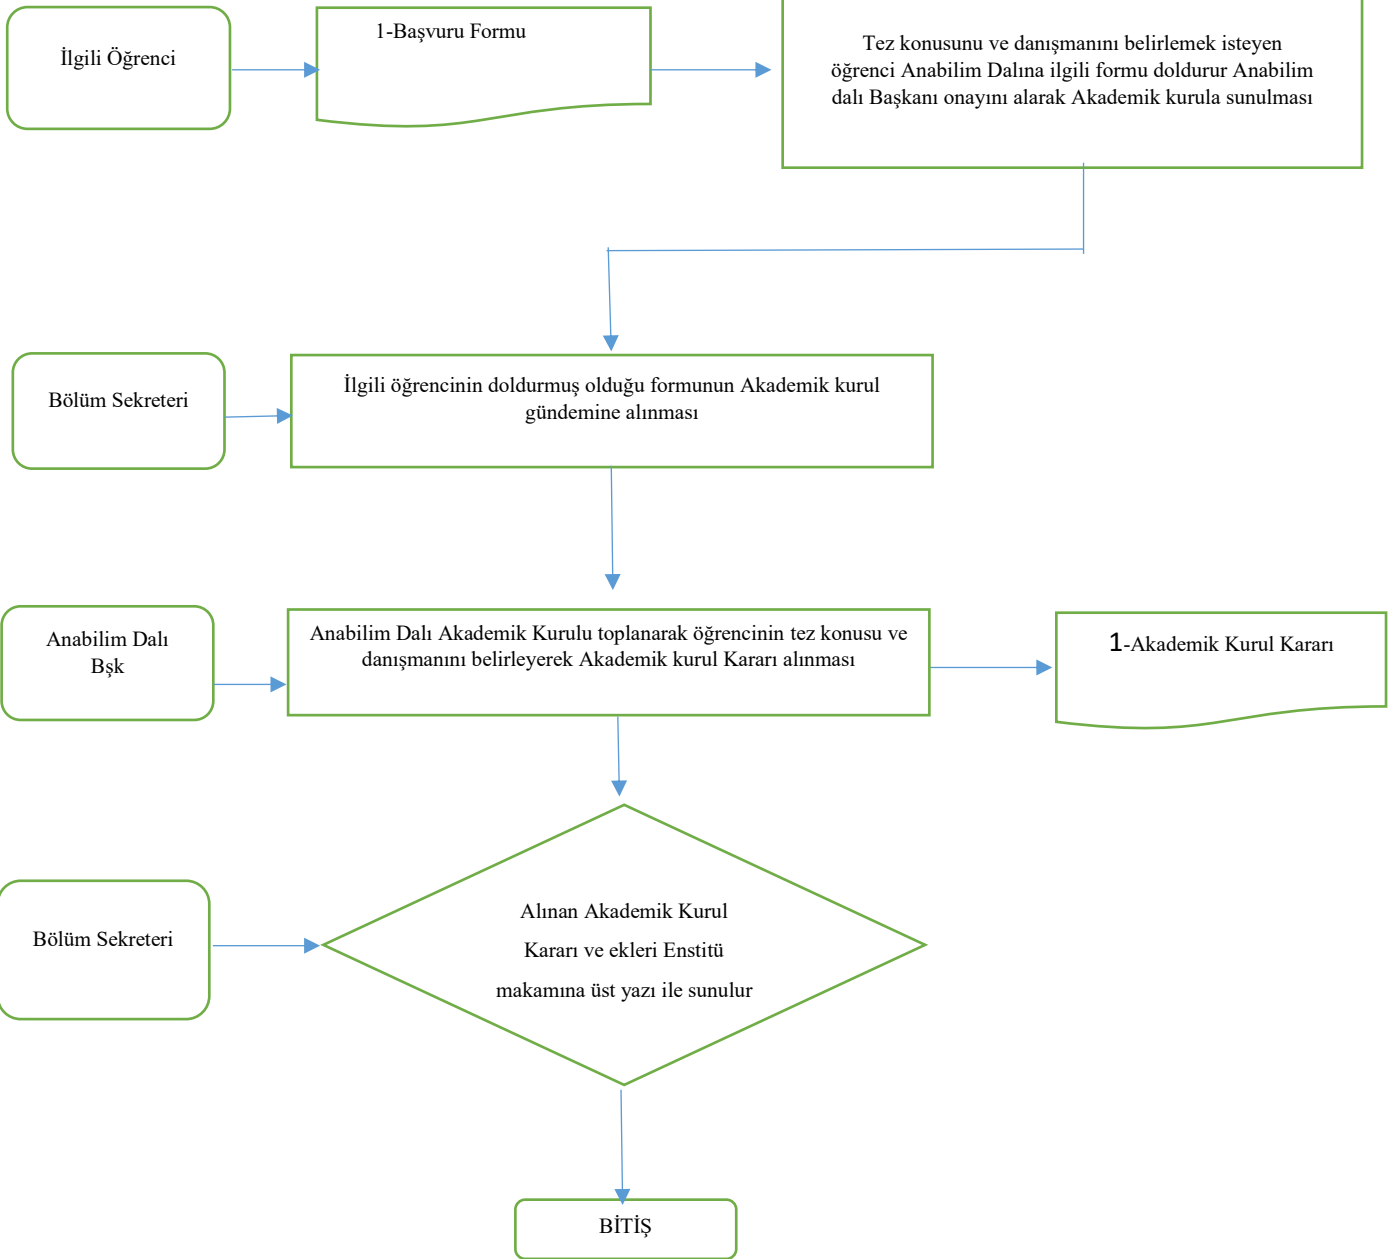 İlgili Öğrenci
1-Başvuru Formu
Tez konusunu ve danışmanını belirlemek isteyen
öğrenci Anabilim Dalına ilgili formu doldurur Anabilim
dalı Başkanı onayını alarak Akademik kurula sunulması
Bölüm Sekreteri
İlgili öğrencinin doldurmuş olduğu formunun Akademik kurul
gündemine alınması
Anabilim Dalı
Bşk
Anabilim Dalı Akademik Kurulu toplanarak öğrencinin tez konusu ve
danışmanını belirleyerek Akademik kurul Kararı alınması
1-Akademik Kurul Kararı
Bölüm Sekreteri
Alınan Akademik Kurul
Kararı ve ekleri Enstitü
makamına üst yazı ile sunulur
BİTİŞ